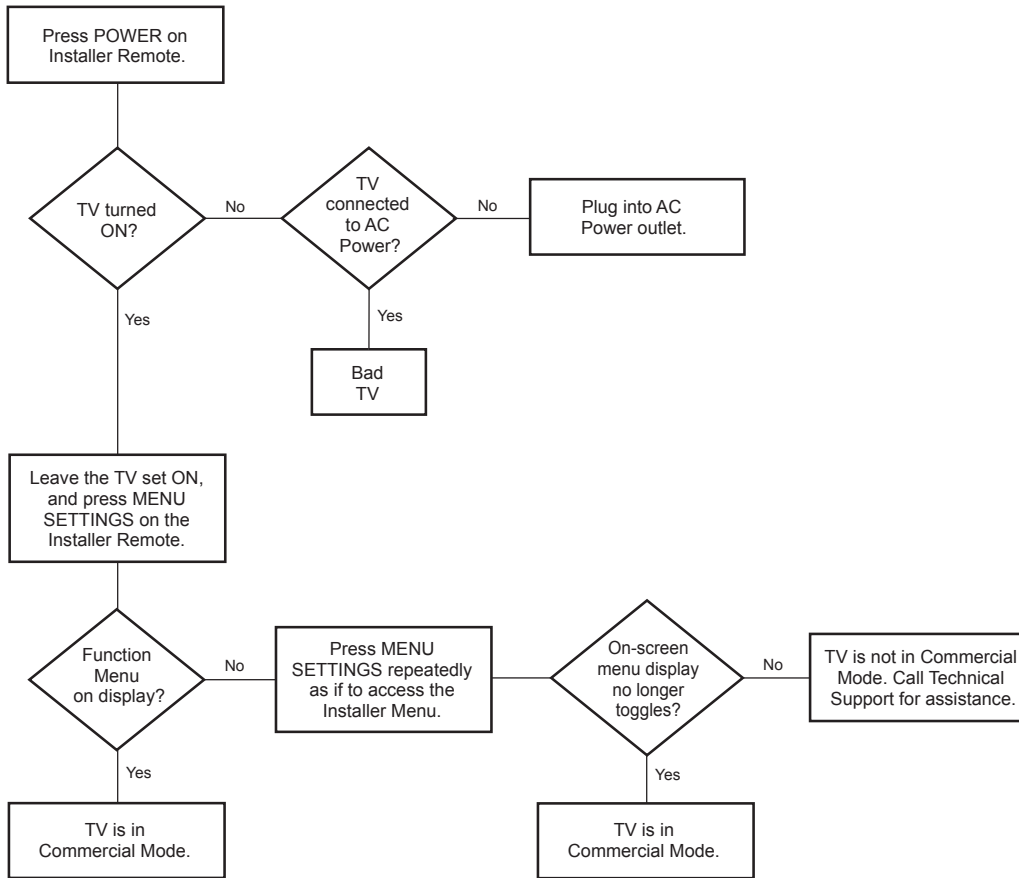 Press POWER on
Installer Remote.
TV turned
ON?
No
TV
connected
to AC
Power?
No
Plug into AC
Power outlet.
Yes
Yes
Bad
TV
Leave the TV set ON,
and press MENU
SETTINGS on the
Installer Remote.
Function
Menu
on display?
No
Press MENU
SETTINGS repeatedly
as if to access the
Installer Menu.
On-screen
menu display
no longer
toggles?
No
TV is not in Commercial
Mode. Call Technical
Support for assistance.
Yes
Yes
TV is in
Commercial Mode.
TV is in
Commercial Mode.